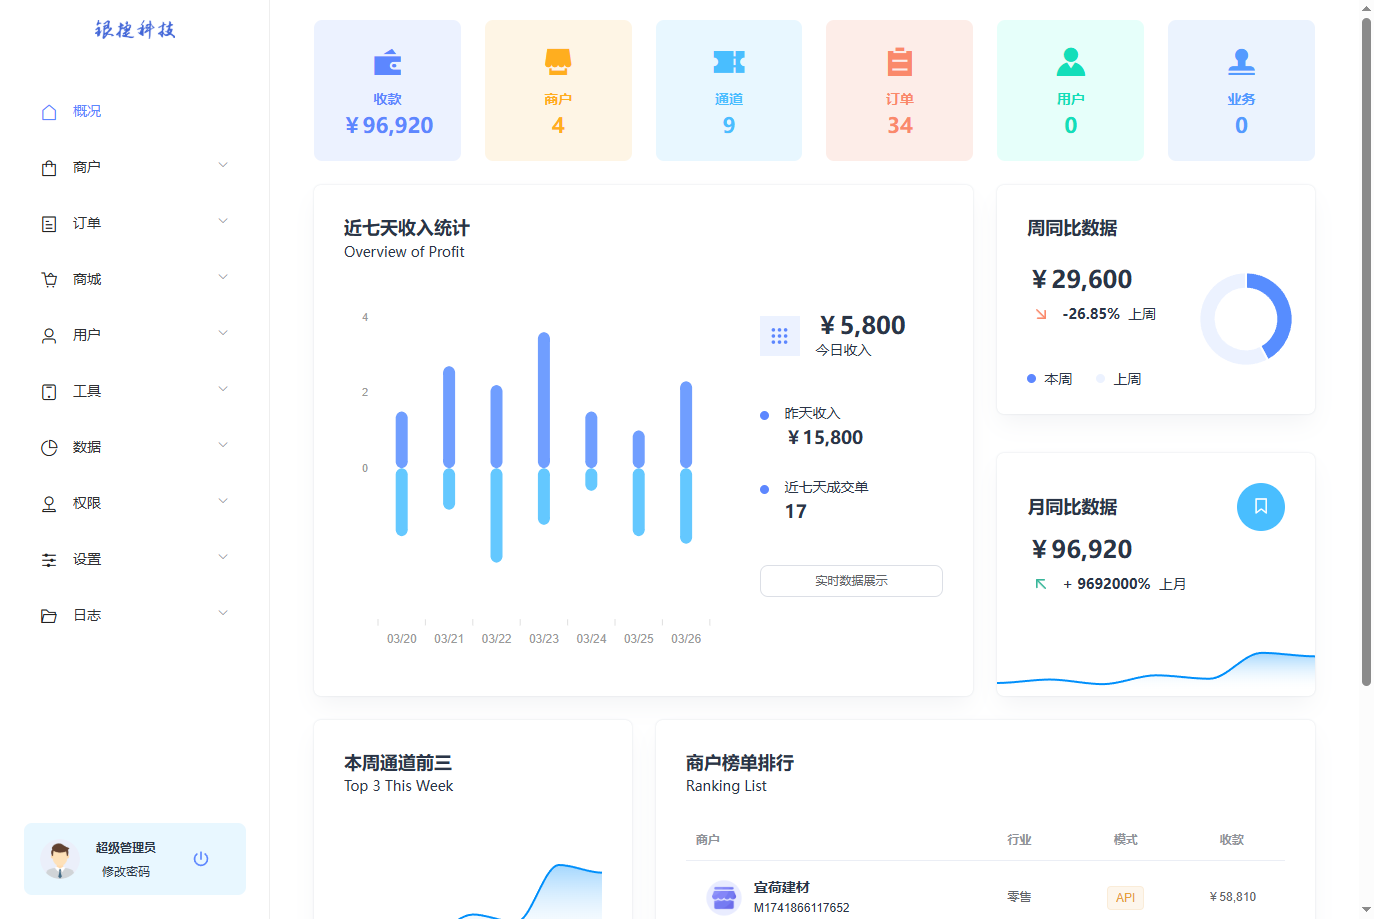 银捷科技
概况
商户
订单
商城
用户
工具
数据
权限
设置
日志
超级管理员
修改密码
收款
¥96,920
商户
4
通道
9
订单
34
用户
0
业务
0
近七天收入统计
Overview of Profit
4
2
0
03/20 03/21 03/22 03/23 03/24 03/25 03/26
¥5,800
今日收入
昨天收入
¥15,800
近七天成交单
17
实时数据展示
周同比数据
¥29,600
-26.85% 上周
本周 上周
月同比数据
¥96,920
+ 9692000% 上月
本周通道前三
Top 3 This Week
商户榜单排行
Ranking List
商户 行业 模式 收款
宜荷建材
M1741866117652
零售 API ¥58,810